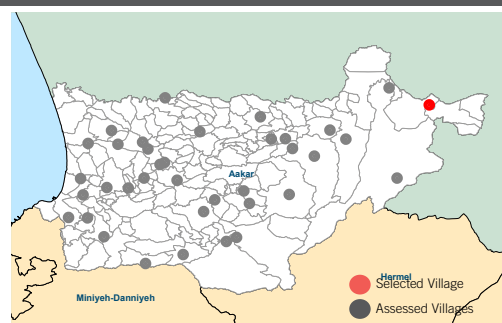 Aakar
Hermel
Selected Village
Miniyeh-Danniyeh
Assessed Villages